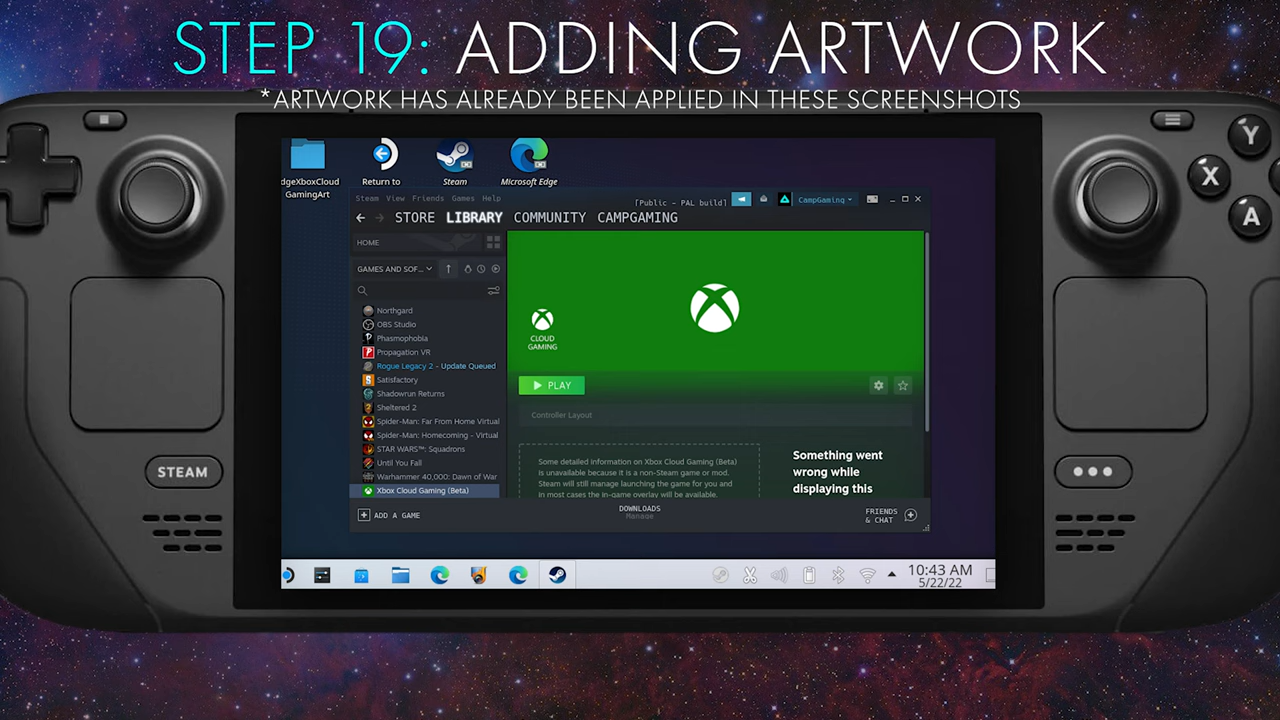 STEP 19: ADDING ARTWORK
*ARTWORK HAS ALREADY BEEN APPLIED IN THESE SCREENSHOTS
Y
X
A
STEAM
dgeXboxCloud
GamingArt
Return to
Steam
Microsoft Edge
Steam View Friends Games Help
[Public - PAL build]
CampGaming
STORE LIBRARY COMMUNITY CAMPGAMING
HOME
GAMES AND SOF...
Northgard
OBS Studio
Phasmophobia
Propagation VR
Rogue Legacy 2 - Update Queued
Satisfactory
Shadowrun Returns
Sheltered 2
Spider-Man: Far From Home Virtual
Spider-Man: Homecoming - Virtual
STAR WARS™: Squadrons
Until You Fall
Warhammer 40,000: Dawn of War
Xbox Cloud Gaming (Beta)
CLOUD
GAMING
PLAY
Controller Layout
Some detailed information on Xbox Cloud Gaming (Beta)
is unavailable because it is a non-Steam game or mod.
Steam will still manage launching the game for you and
in most cases the in-game overlay will be available.
Something went
wrong while
displaying this
ADD A GAME
DOWNLOADS
Manage
FRIENDS
& CHAT
10:43 AM
5/22/22